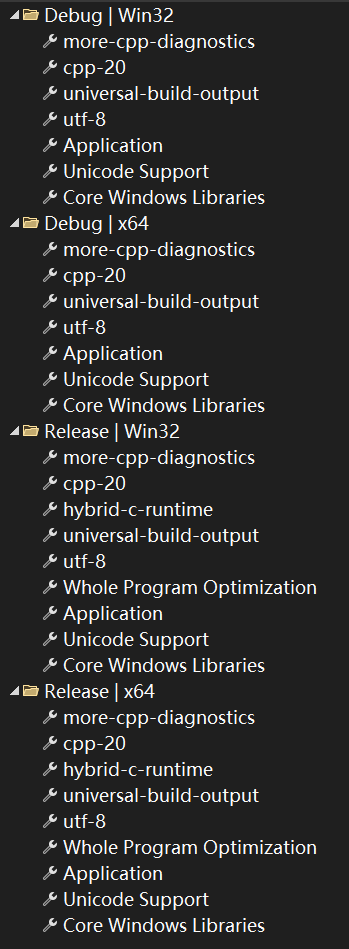 Debug | Win32
more-cpp-diagnostics
cpp-20
universal-build-output
utf-8
Application
Unicode Support
Core Windows Libraries
Debug | x64
more-cpp-diagnostics
cpp-20
universal-build-output
utf-8
Application
Unicode Support
Core Windows Libraries
Release | Win32
more-cpp-diagnostics
cpp-20
hybrid-c-runtime
universal-build-output
utf-8
Whole Program Optimization
Application
Unicode Support
Core Windows Libraries
Release | x64
more-cpp-diagnostics
cpp-20
hybrid-c-runtime
universal-build-output
utf-8
Whole Program Optimization
Application
Unicode Support
Core Windows Libraries